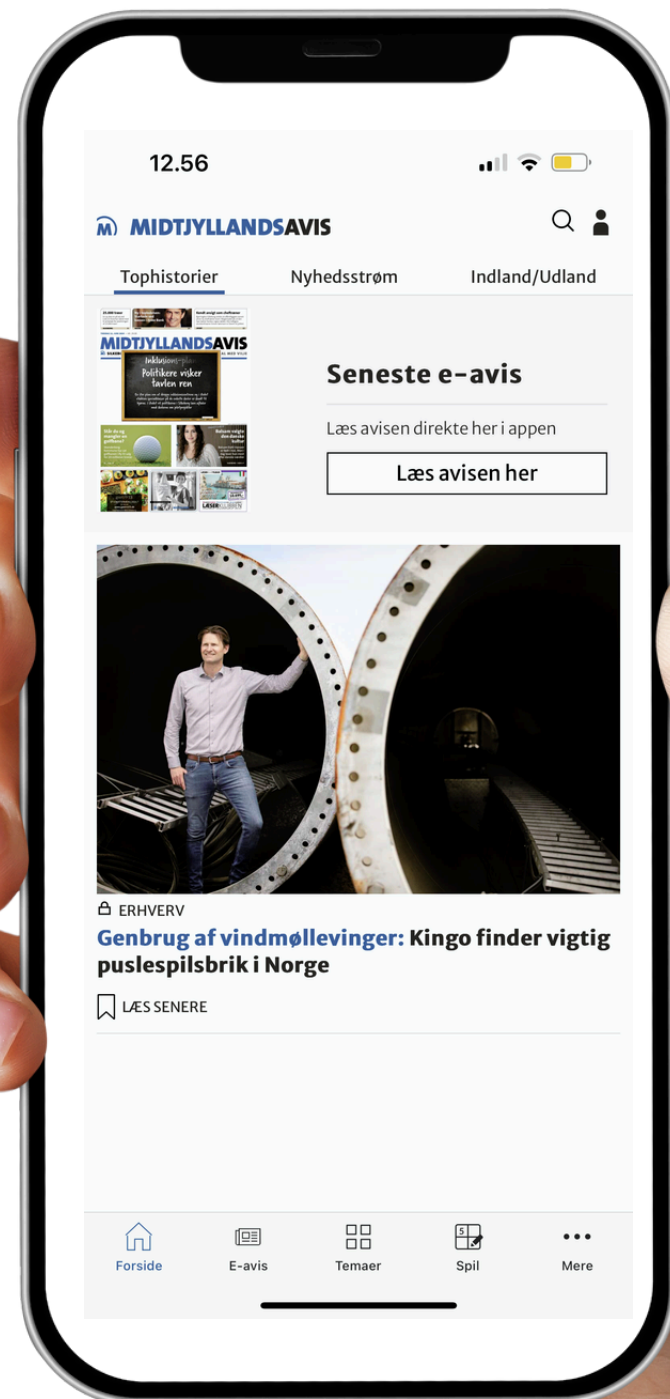 12.56
MIDTJYLLANDSAVIS
Tophistorier Nyhedsstrøm Indland/Udland
MIDTJYLLANDSAVIS
Politikere visker
tavlen ren
Seneste e-avis
Læs avisen direkte her i appen
Læs avisen her
ERHVERV
Genbrug af vindmøllevinger: Kingo finder vigtig
puslespilsbrik i Norge
LÆS SENERE
5
Forside E-avis Temaer Spil Mere